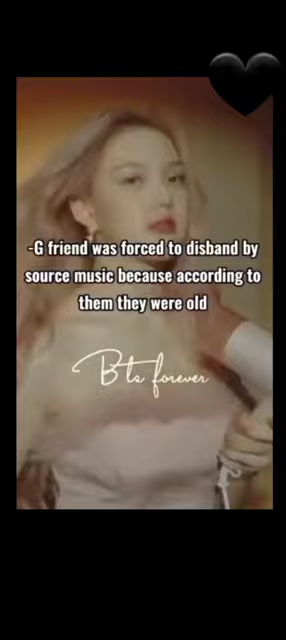 -G friend was forced to disband by
source music because according to
them they were old
Bts forever